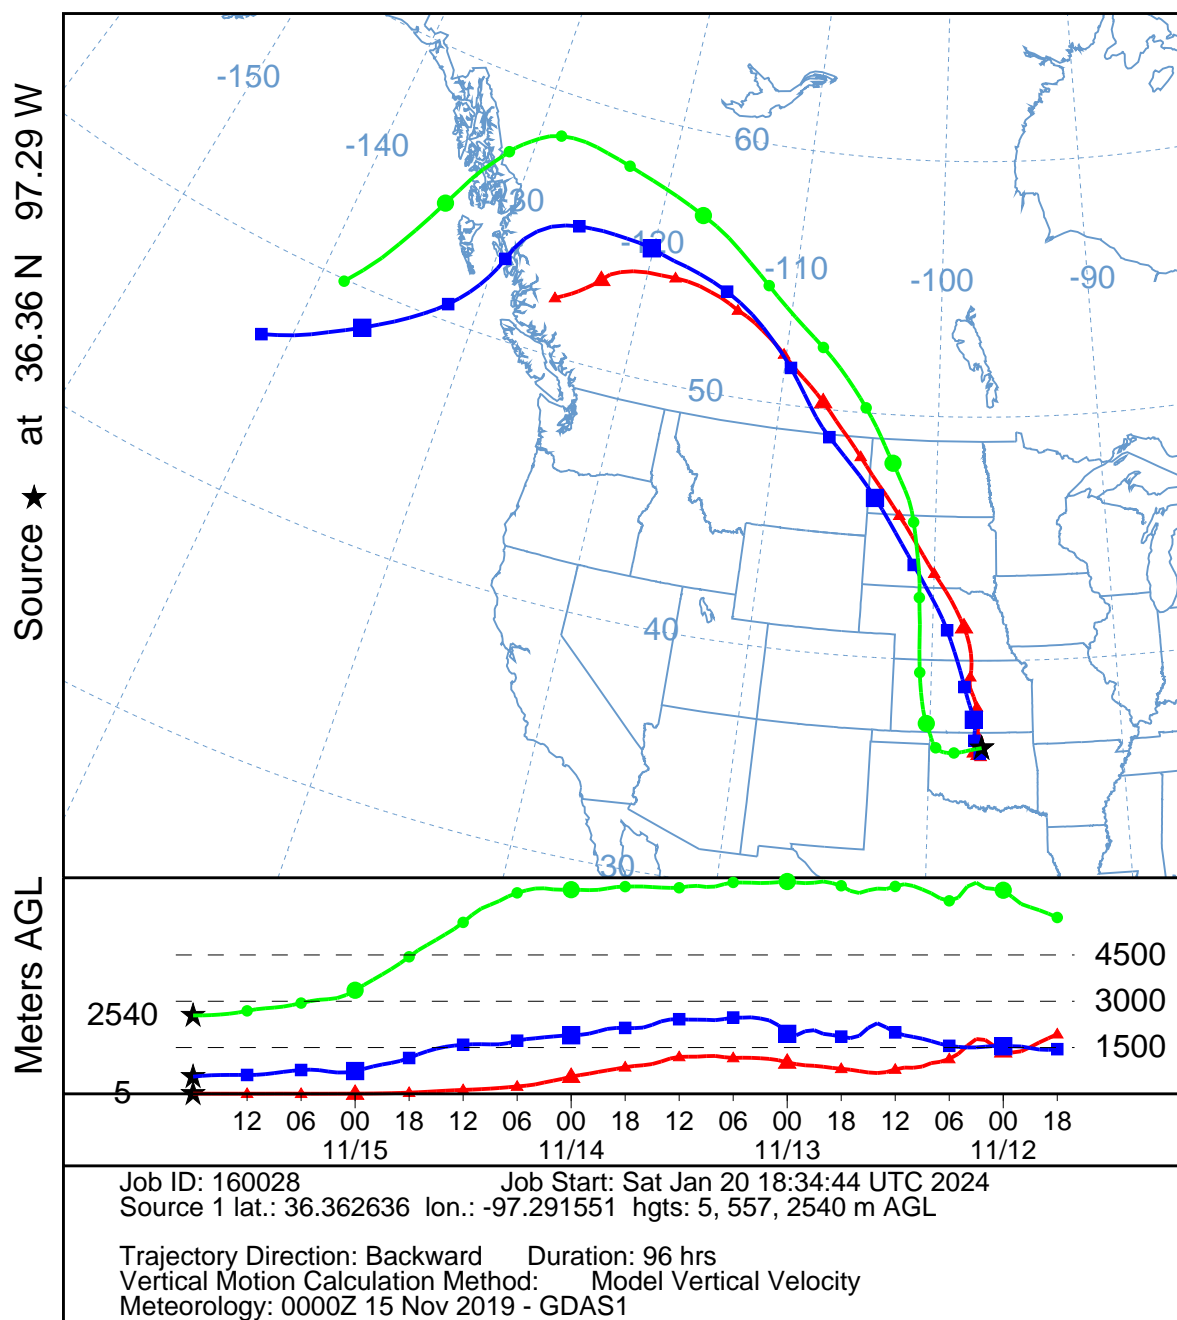 Source ★ at 36.36 N 97.29 W
-150
-140
60
-30
-120
-110
-100
-90
50
40
30
Meters AGL
4500
3000
2540
1500
5
12 06 00 18 12 06 00 18 12 06 00 18 12 06 00 18
11/15 11/14 11/13 11/12
Job ID: 160028 Job Start: Sat Jan 20 18:34:44 UTC 2024
Source 1 lat.: 36.362636 lon.: -97.291551 hgts: 5, 557, 2540 m AGL
Trajectory Direction: Backward Duration: 96 hrs
Vertical Motion Calculation Method: Model Vertical Velocity
Meteorology: 0000Z 15 Nov 2019 - GDAS1